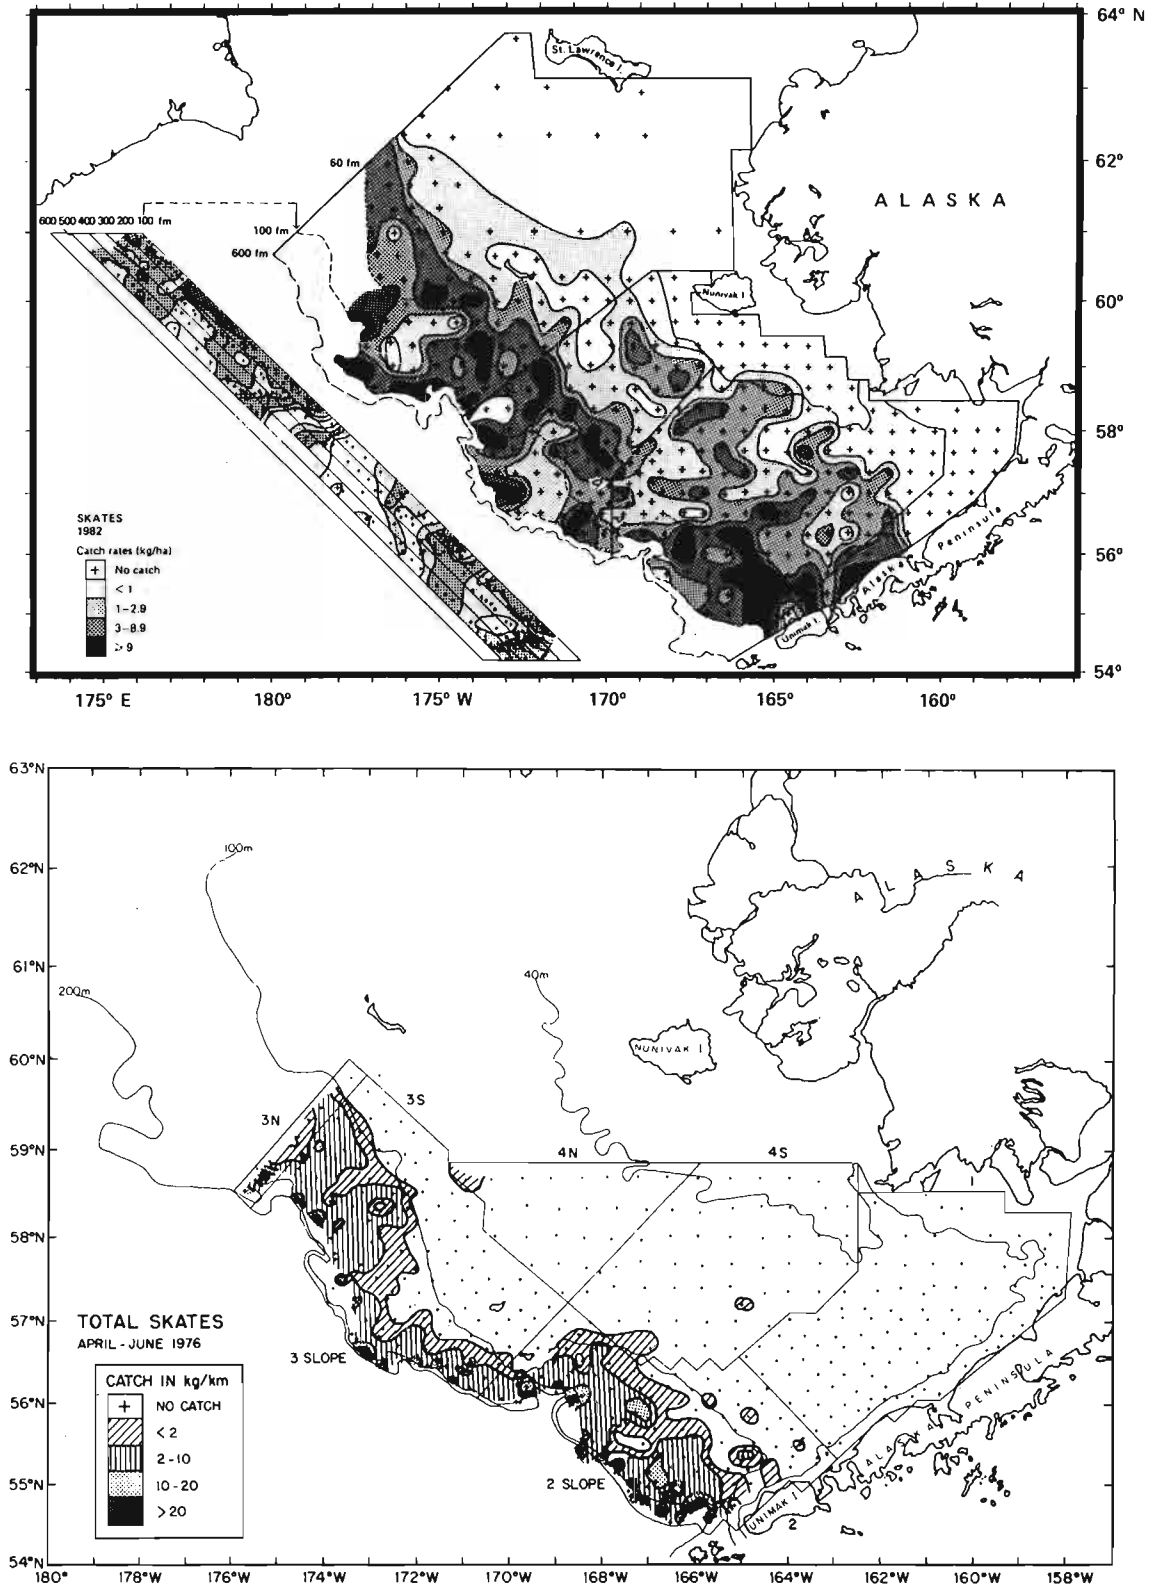 64° N
St. Lawrence I.
60 fm
62°
ALASKA
600 500 400 300 200 100 fm
100 fm
600 fm
Nunivak I
60°
58°
SKATES
1982
Catch rates (kg/ha)
+ No catch
< 1
1-2.9
3-8.9
> 9
56°
Alaska Peninsula
Unimak I.
54°
175° E 180° 175° W 170° 165° 160°
63°N
100m
62°N
ALASKA
61°N
40m
200m
60°N
NUNIVAK I
3N
3S
59°N
4N
4S
1
58°N
57°N
TOTAL SKATES
APRIL - JUNE 1976
3 SLOPE
CATCH IN kg/km
56°N
+ NO CATCH
< 2
2-10
10-20
>20
ALASKA PENINSULA
55°N
2 SLOPE
UNIMAK I
2
54°N
180° 178°W 176°W 174°W 172°W 170°W 168°W 166°W 164°W 162°W 160°W 158°W